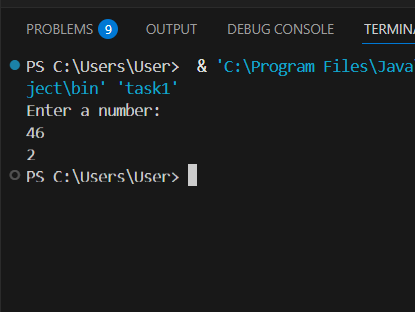 PROBLEMS 9 OUTPUT DEBUG CONSOLE TERMIN
PS C:\Users\User>  & 'C:\Program Files\Java
ject\bin' 'task1'
Enter a number:
46
2
PS C:\Users\User>